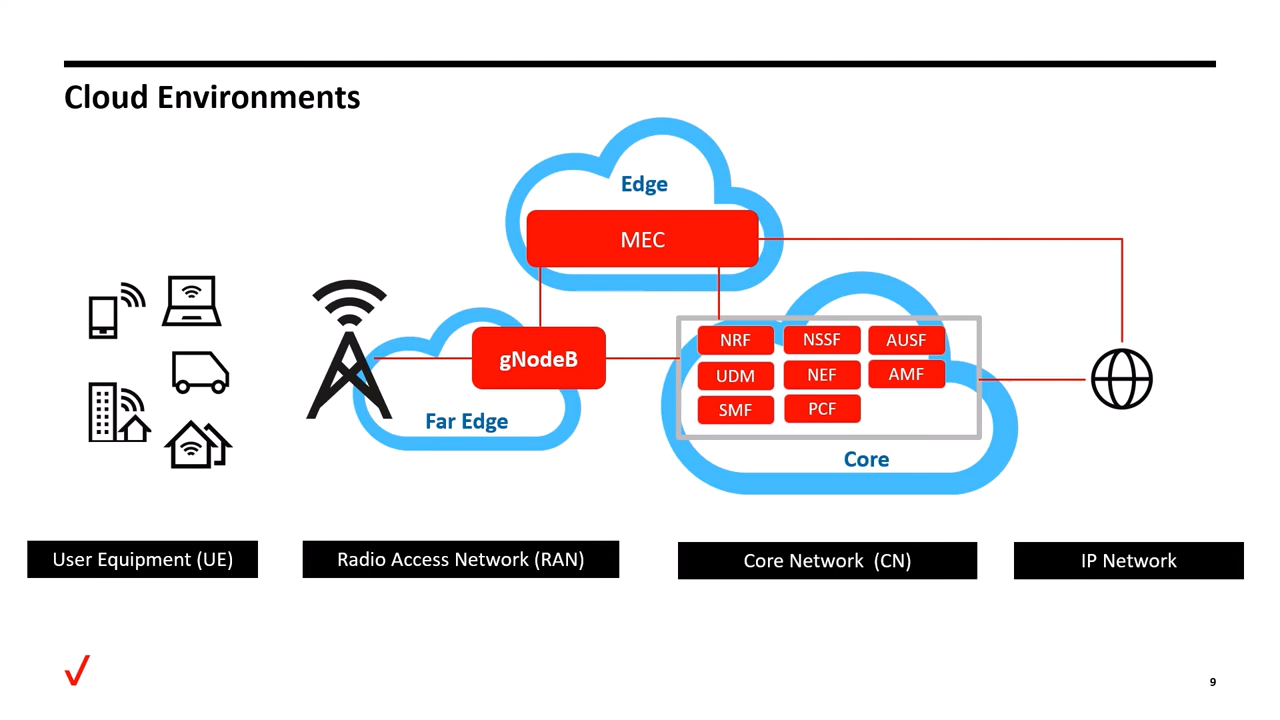 Cloud Environments
Edge
MEC
gNodeB
Far Edge
NRF
NSSF
AUSF
UDM
NEF
AMF
SMF
PCF
Core
User Equipment (UE)
Radio Access Network (RAN)
Core Network (CN)
IP Network
9